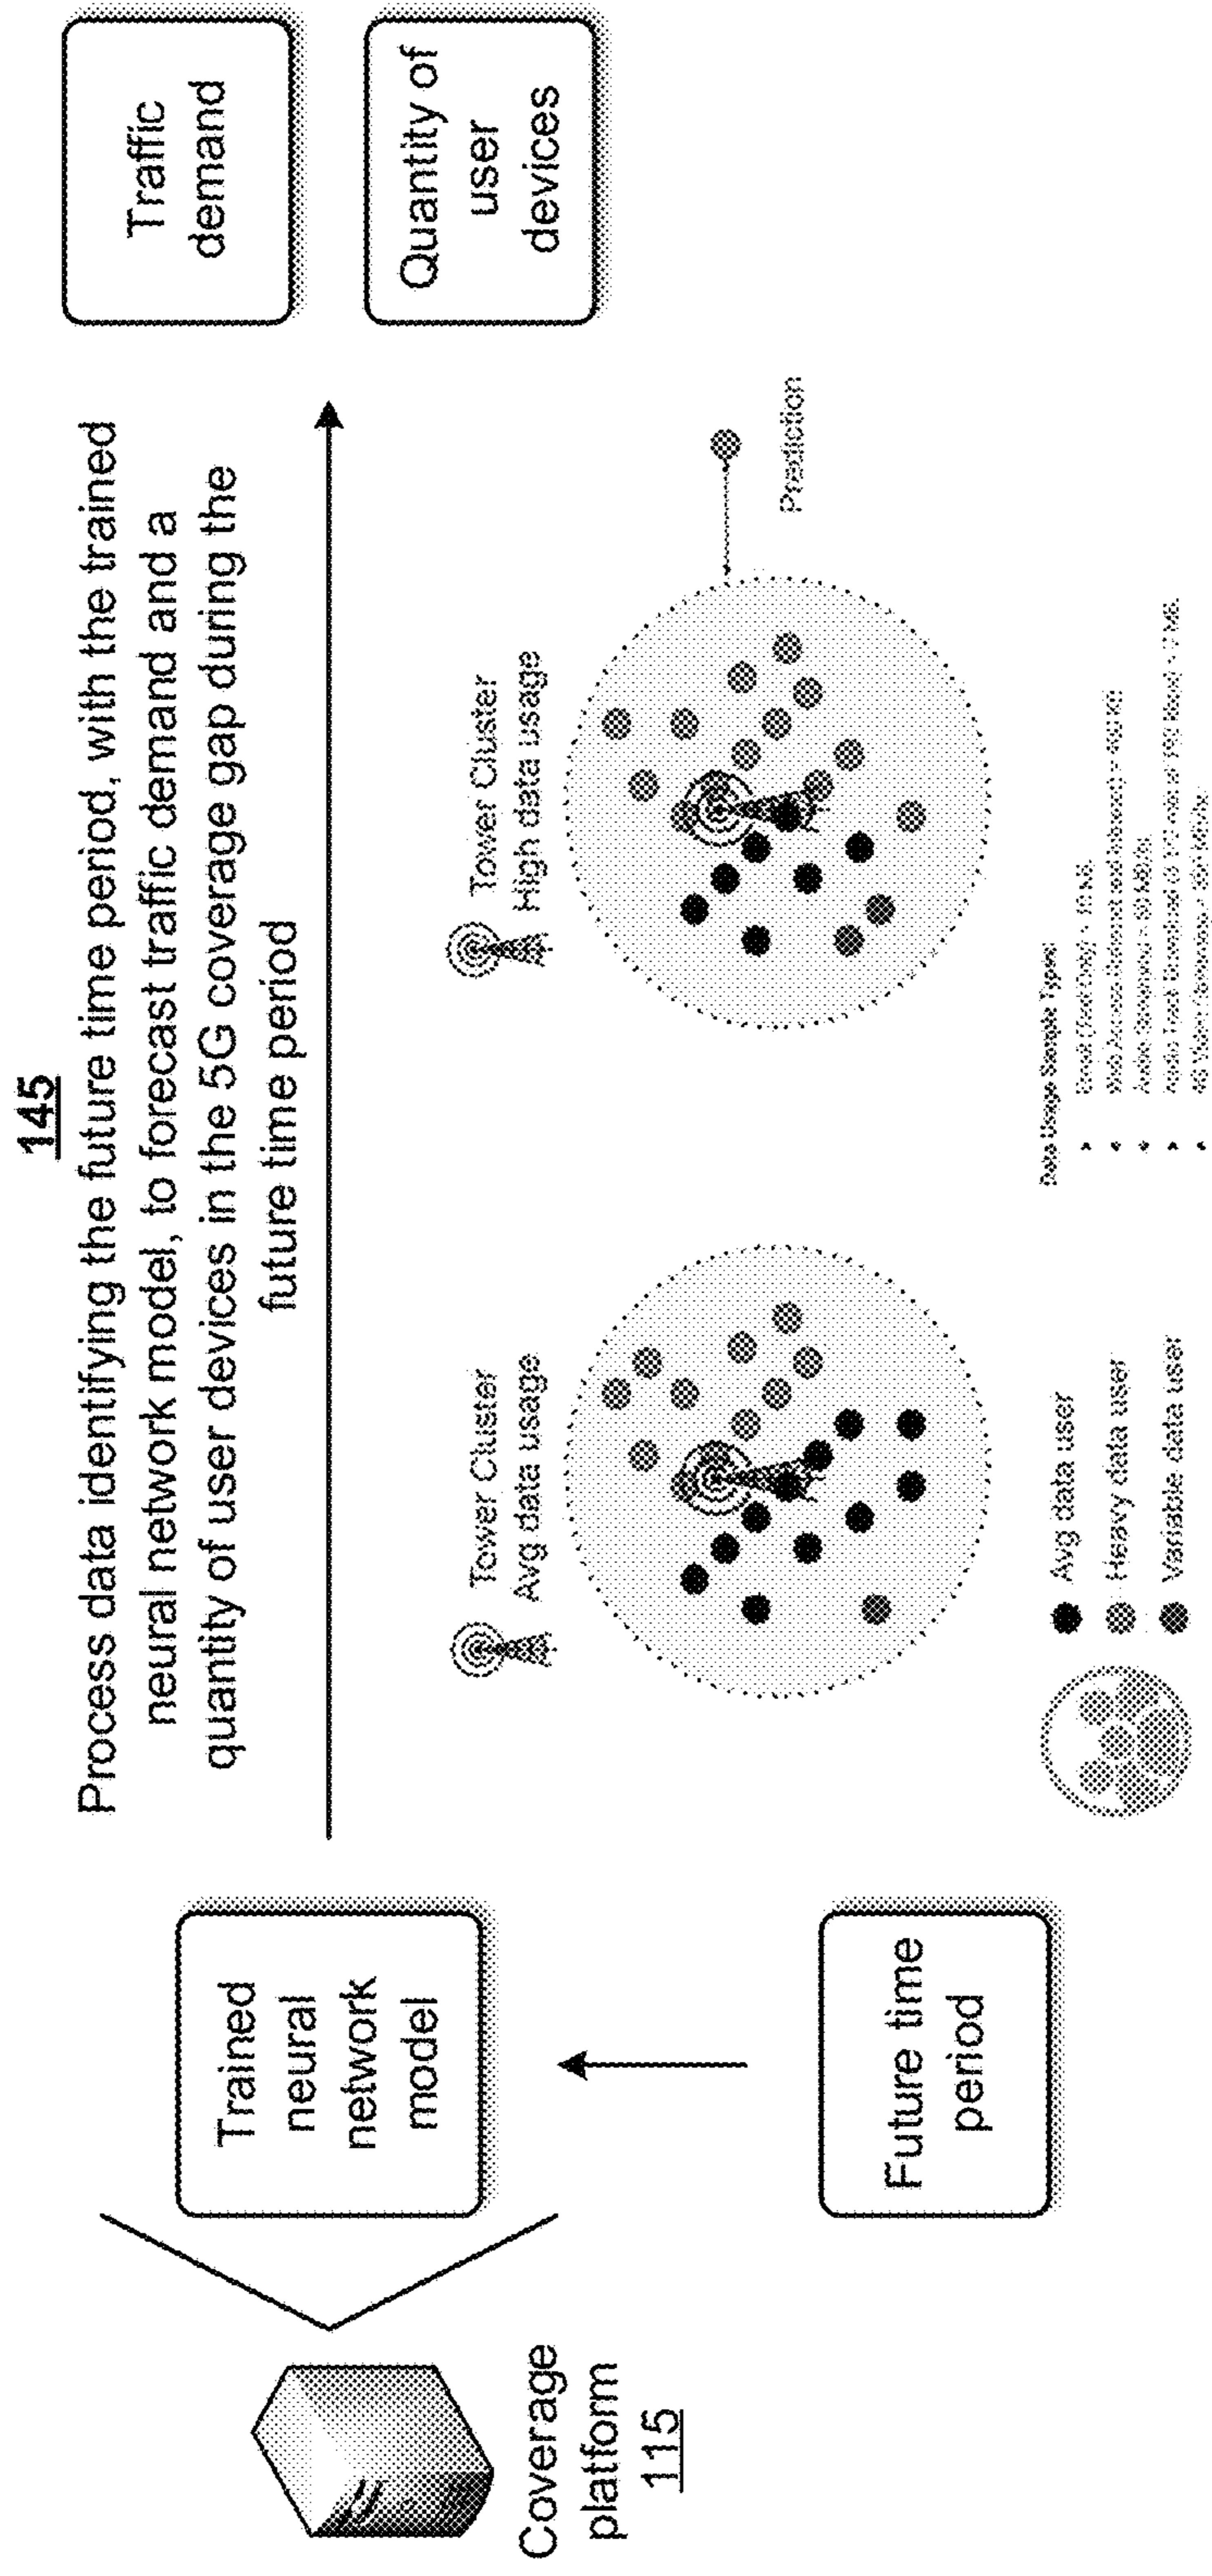 145
Process data identifying the future time period, with the trained
neural network model, to forecast traffic demand and a
quantity of user devices in the 5G coverage gap during the
future time period
Coverage
platform
115
Trained
neural
network
model
Future time
period
Traffic
demand
Quantity of
user
devices
Tower Cluster
Avg data usage
Tower Cluster
High data usage
Prediction
Avg data user
Heavy data user
Variable data user
Data Usage Sample Types